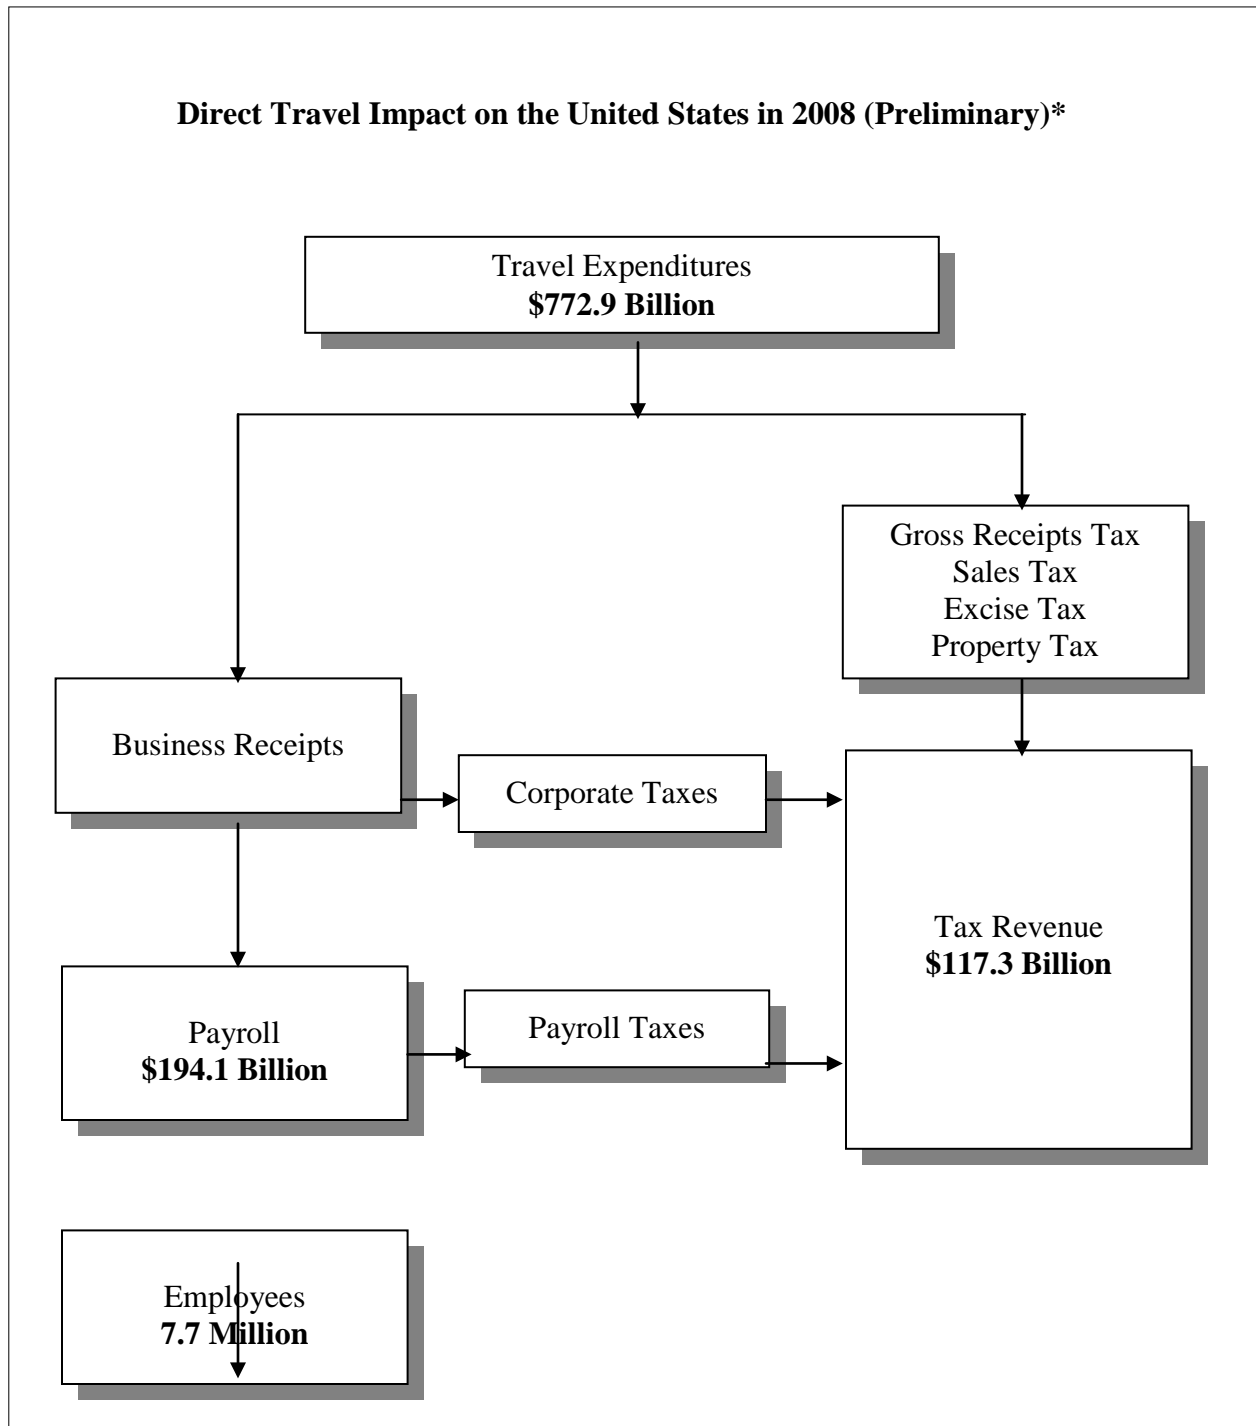 Direct Travel Impact on the United States in 2008 (Preliminary)*
Travel Expenditures
$772.9 Billion
Gross Receipts Tax
Sales Tax
Excise Tax
Property Tax
Business Receipts
Corporate Taxes
Tax Revenue
$117.3 Billion
Payroll
$194.1 Billion
Payroll Taxes
Employees
7.7 Million